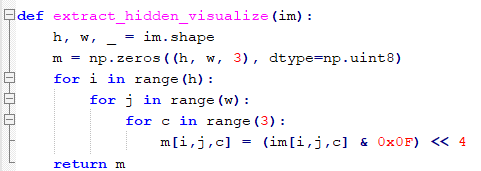 def extract_hidden_visualize(im):
    h, w, _ = im.shape
    m = np.zeros((h, w, 3), dtype=np.uint8)
    for i in range(h):
        for j in range(w):
            for c in range(3):
                m[i,j,c] = (im[i,j,c] & 0x0F) << 4
    return m